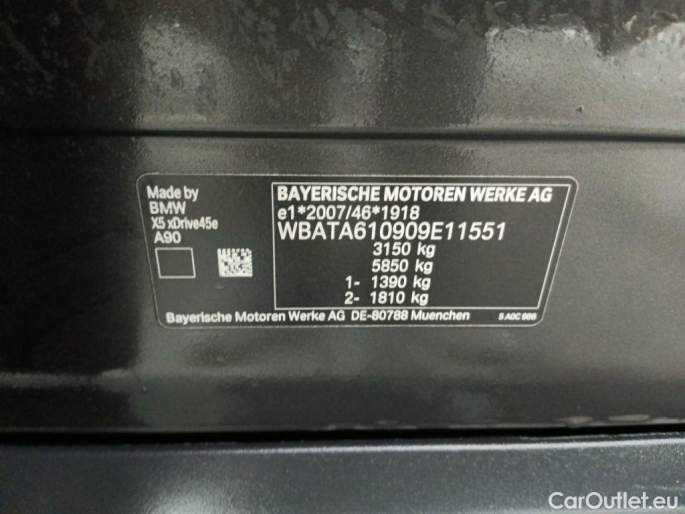 Made by
BMW
X5 xDrive45e
A90
BAYERISCHE MOTOREN WERKE AG
e1*2007/46*1918
WBATA610909E11551
3150 kg
5850 kg
1- 1390 kg
2- 1810 kg
Bayerische Motoren Werke AG DE-80788 Muenchen
CarOutlet.eu